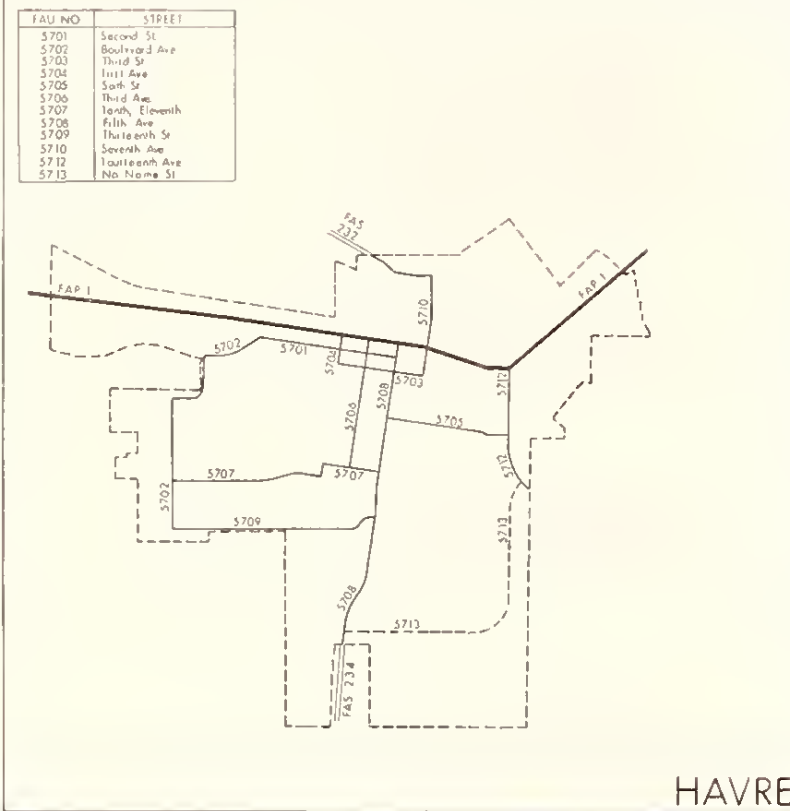 FAU NO STREET
5701 Second St
5702 Boulevard Ave
5703 Third St
5704 First Ave
5705 Sixth St
5706 Third Ave
5707 Tenth, Eleventh
5708 Fifth Ave
5709 Thirteenth St
5710 Seventh Ave
5712 Fourteenth Ave
5713 No Name St
FAS
232
FAP 1
FAP 1
5710
5702
5701
5704
5703
5712
5706
5708
5705
5712
5707
5707
5702
5709
5713
5708
5713
FAS 234
HAVRE